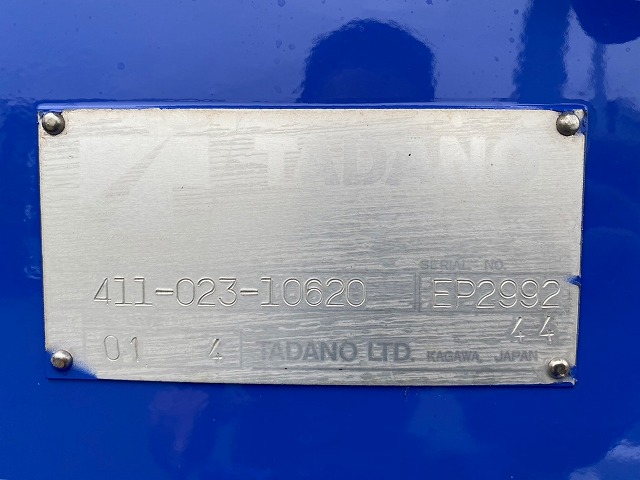 TADANO
SERIAL NO.
411-023-10620 EP2992
44
01 4 TADANO LTD. KAGAWA, JAPAN